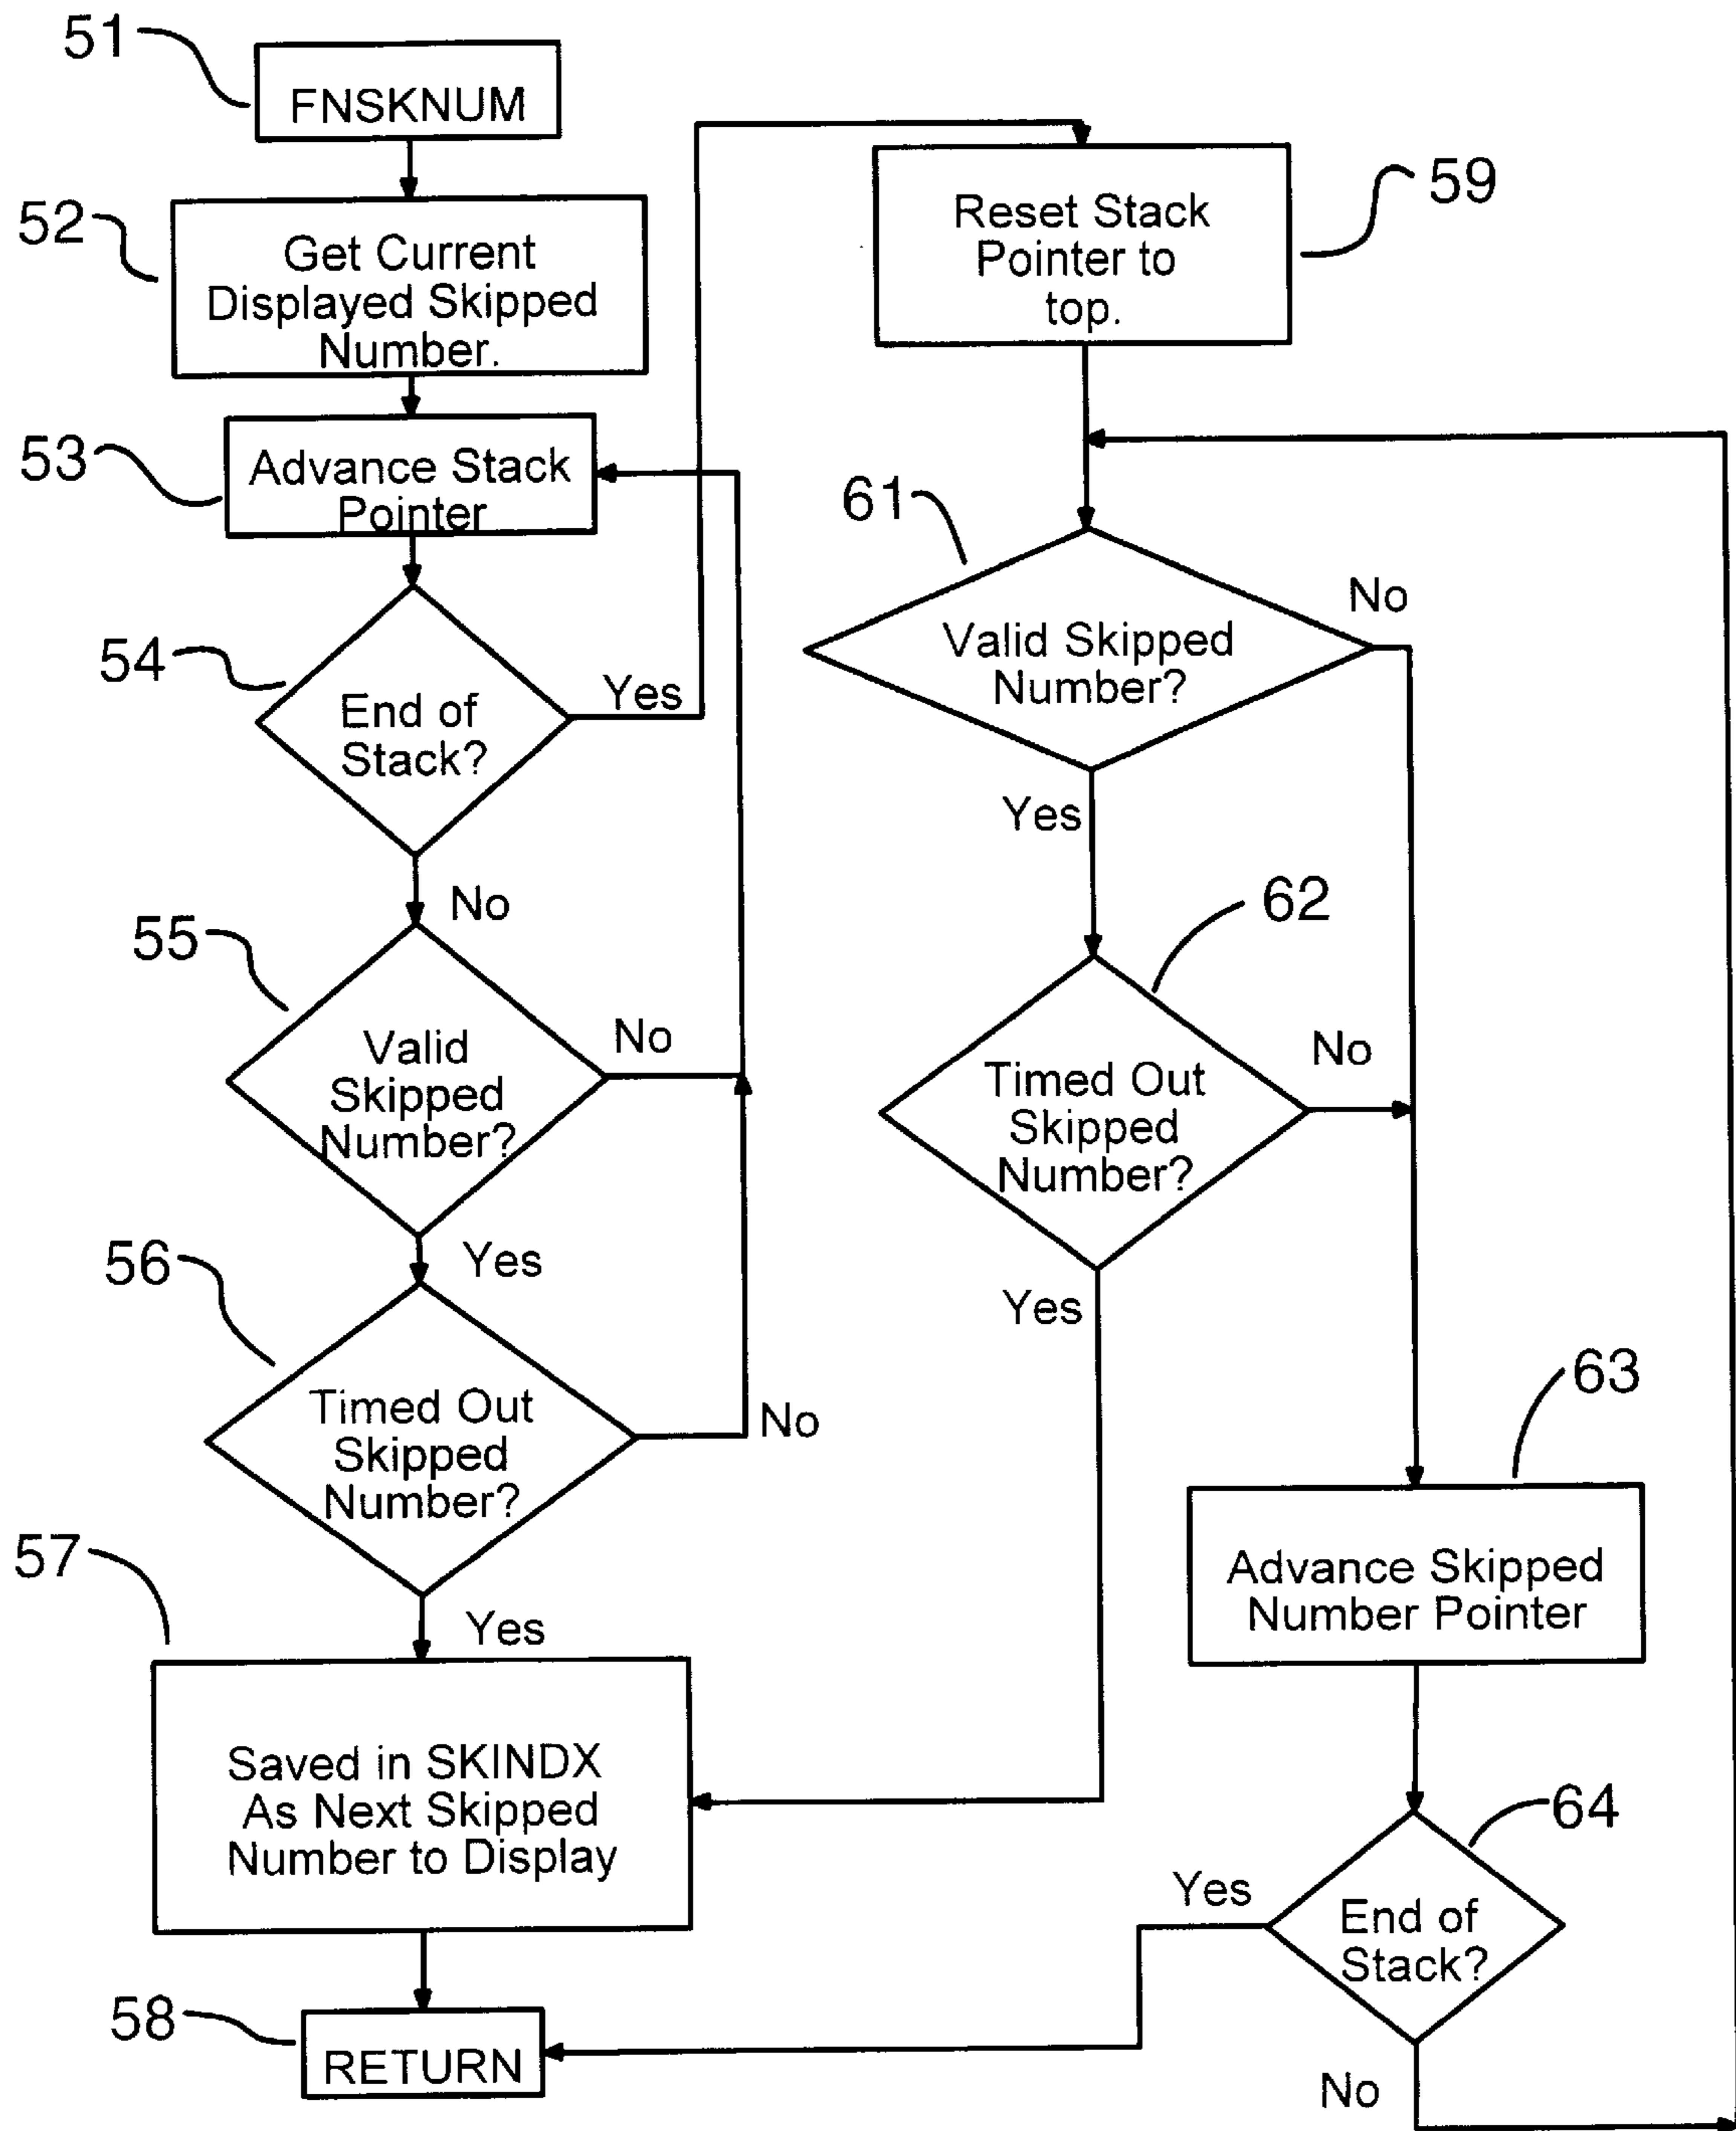 51
FNSKNUM
52
Get Current
Displayed Skipped
Number.
53
Advance Stack
Pointer
54
End of
Stack?
Yes
No
55
Valid
Skipped
Number?
No
Yes
56
Timed Out
Skipped
Number?
No
Yes
57
Saved in SKINDX
As Next Skipped
Number to Display
58
RETURN
59
Reset Stack
Pointer to
top.
61
Valid Skipped
Number?
No
Yes
62
Timed Out
Skipped
Number?
No
Yes
63
Advance Skipped
Number Pointer
64
End of
Stack?
Yes
No